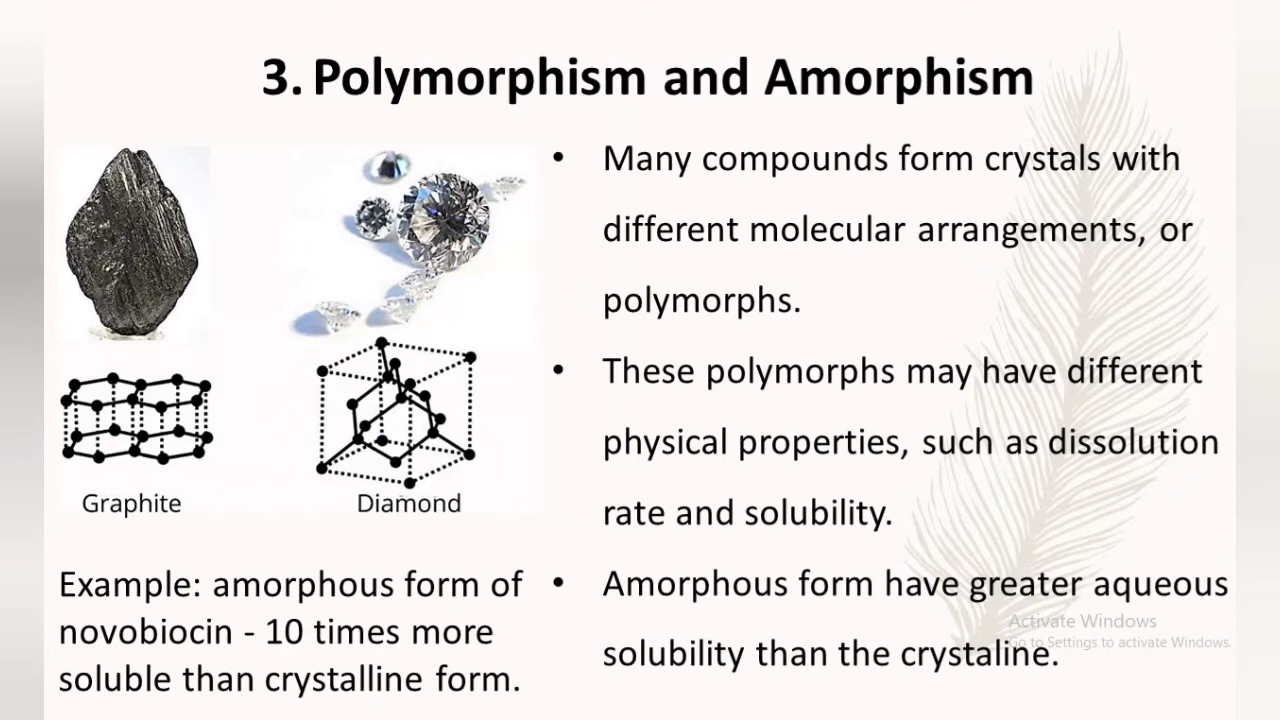 3. Polymorphism and Amorphism
Graphite
Diamond
Example: amorphous form of
novobiocin - 10 times more
soluble than crystalline form.
• Many compounds form crystals with
different molecular arrangements, or
polymorphs.
• These polymorphs may have different
physical properties, such as dissolution
rate and solubility.
• Amorphous form have greater aqueous
solubility than the crystaline.
Activate Windows
Go to Settings to activate Windows.